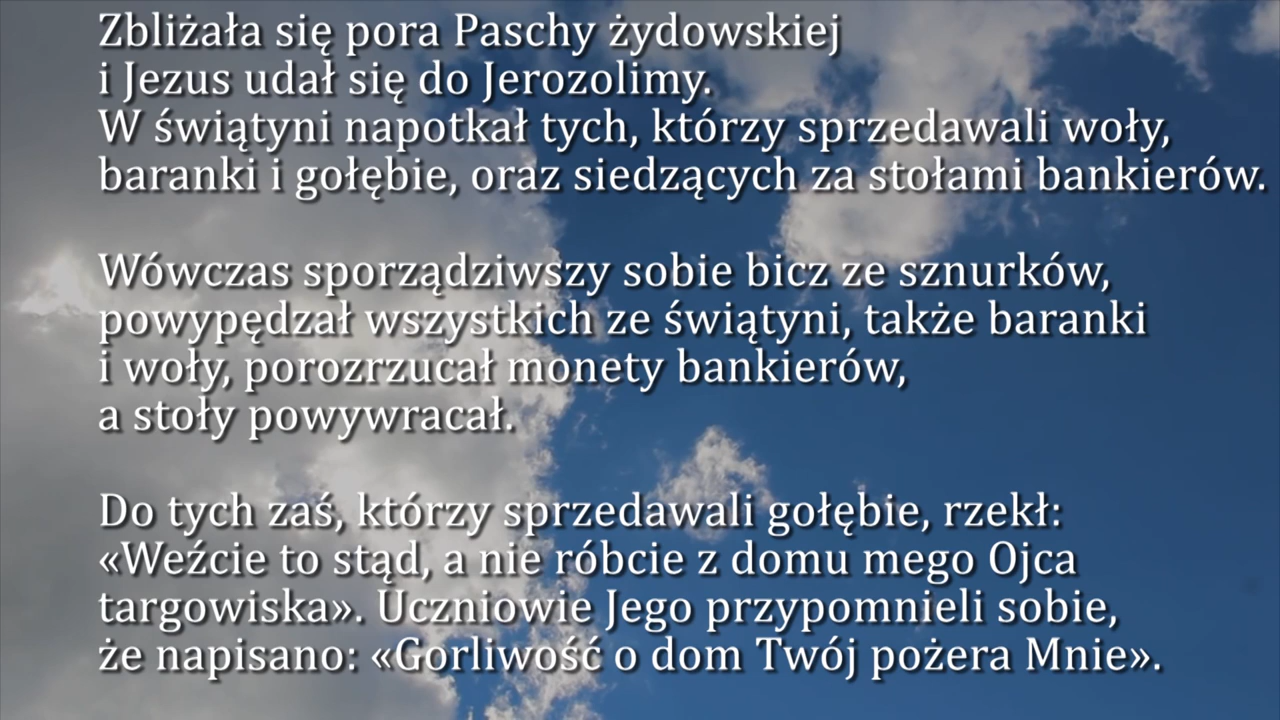 Zbliżała się pora Paschy żydowskiej
i Jezus udał się do Jerozolimy.
W świątyni napotkał tych, którzy sprzedawali woły,
baranki i gołębie, oraz siedzących za stołami bankierów.
Wówczas sporządziwszy sobie bicz ze sznurków,
powypędzał wszystkich ze świątyni, także baranki
i woły, porozrzucał monety bankierów,
a stoły powywracał.
Do tych zaś, którzy sprzedawali gołębie, rzekł:
«Weźcie to stąd, a nie róbcie z domu mego Ojca
targowiska». Uczniowie Jego przypomnieli sobie,
że napisano: «Gorliwość o dom Twój pożera Mnie».